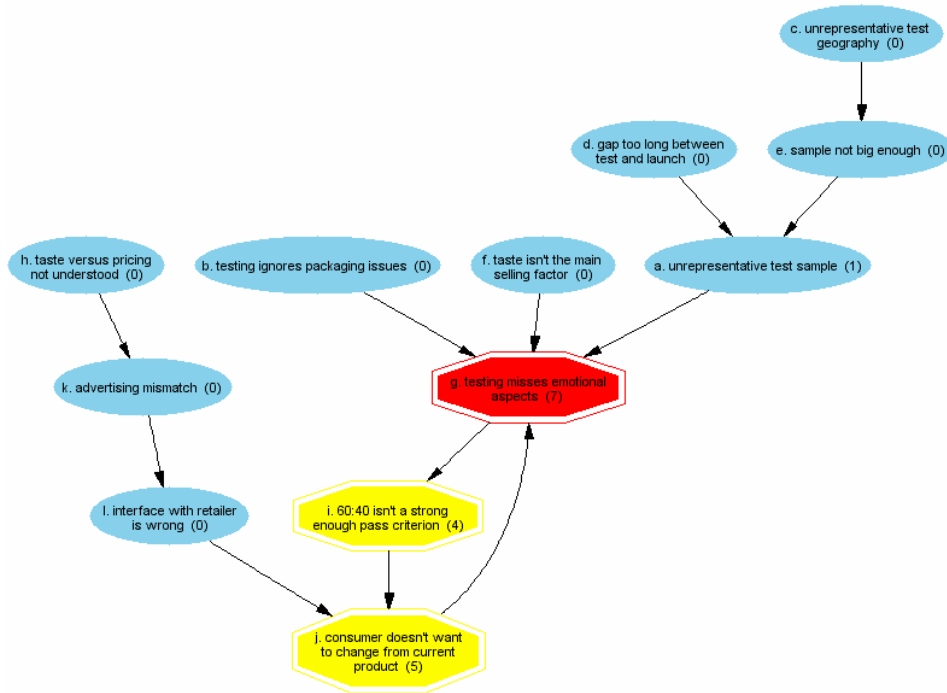 c. unrepresentative test
geography (0)
d. gap too long between
test and launch (0)
e. sample not big enough (0)
h. taste versus pricing
not understood (0)
b. testing ignores packaging issues (0)
f. taste isn't the main
selling factor (0)
a. unrepresentative test sample (1)
g. testing misses emotional
aspects (7)
k. advertising mismatch (0)
i. 60:40 isn't a strong
enough pass criterion (4)
l. interface with retailer
is wrong (0)
j. consumer doesn't want
to change from current
product (5)